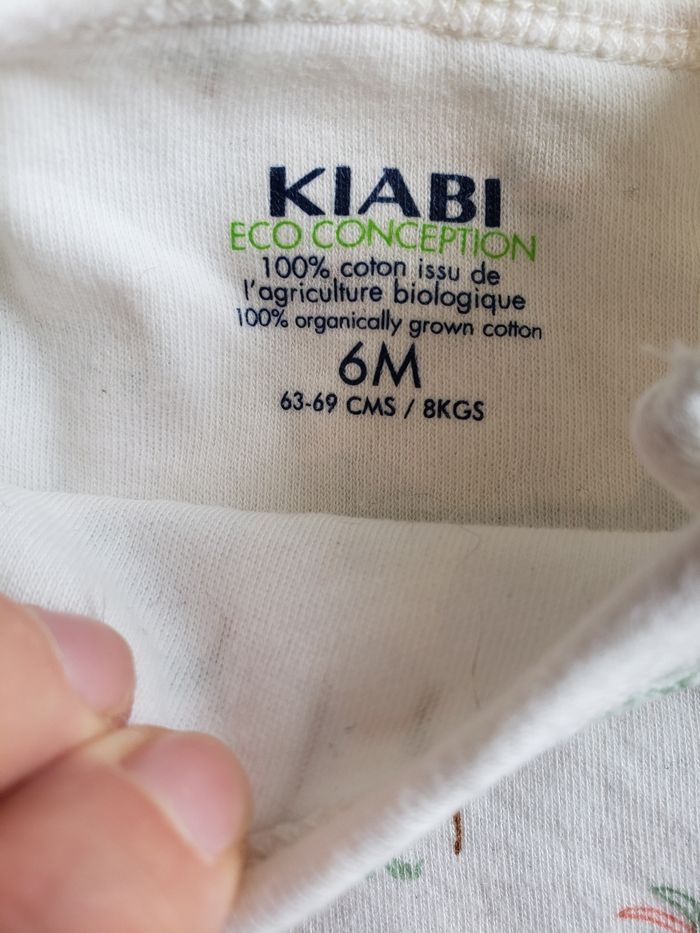 KIABI
ECO CONCEPTION
100% coton issu de
l'agriculture biologique
100% organically grown cotton
6M
63-69 CMS / 8KGS